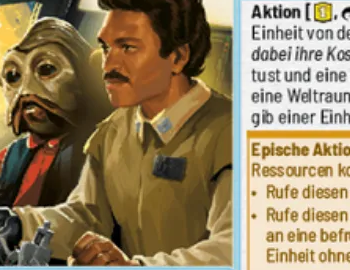 Aktion [1,
Einheit von de
dabei ihre Kos
tust und eine
eine Weltraun
gib einer Einh
Epische Aktio
Ressourcen ko
• Rufe diesen
• Rufe diesen
an eine befr
Einheit ohne